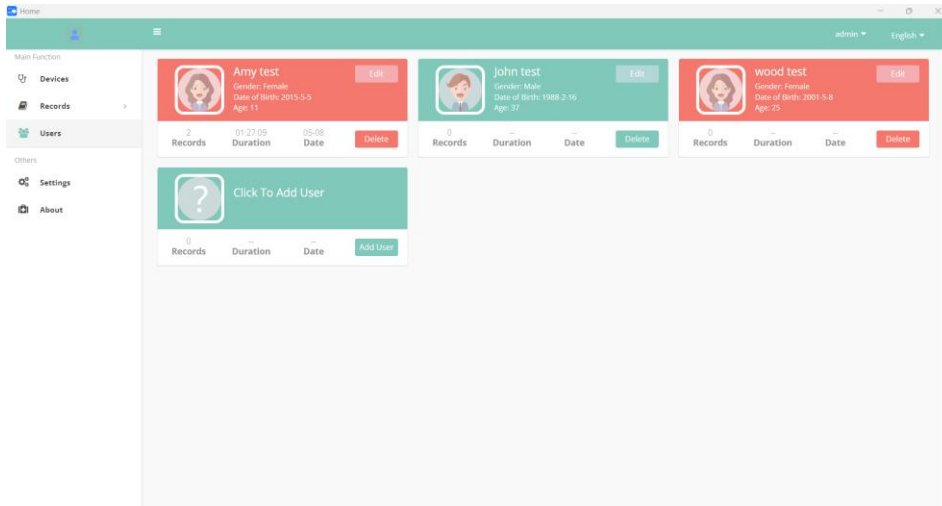 Home
admin
English
Main Function
Devices
Records
Users
Others
Settings
About
Amy test
Edit
Gender: Female
Date of Birth: 2015-5-5
Age: 11
2 01:27:09 05-08
Records Duration Date
Delete
John test
Edit
Gender: Male
Date of Birth: 1988-2-16
Age: 37
0 -- --
Records Duration Date
Delete
wood test
Edit
Gender: Female
Date of Birth: 2001-5-8
Age: 25
0 -- --
Records Duration Date
Delete
?
Click To Add User
0 -- --
Records Duration Date
Add User